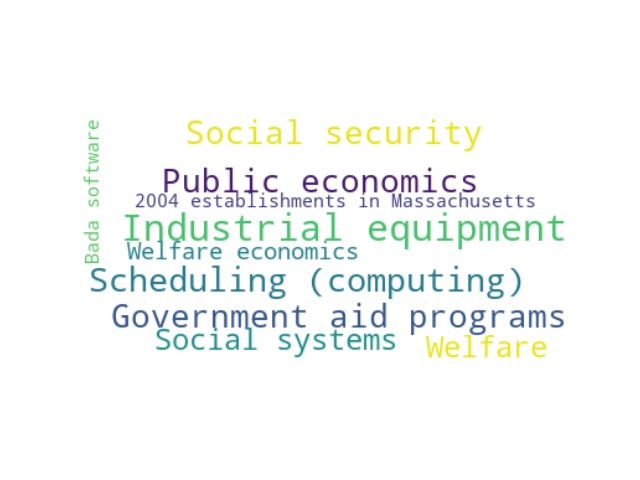 Social security
Bada software
Public economics
2004 establishments in Massachusetts
Industrial equipment
Welfare economics
Scheduling (computing)
Government aid programs
Social systems
Welfare